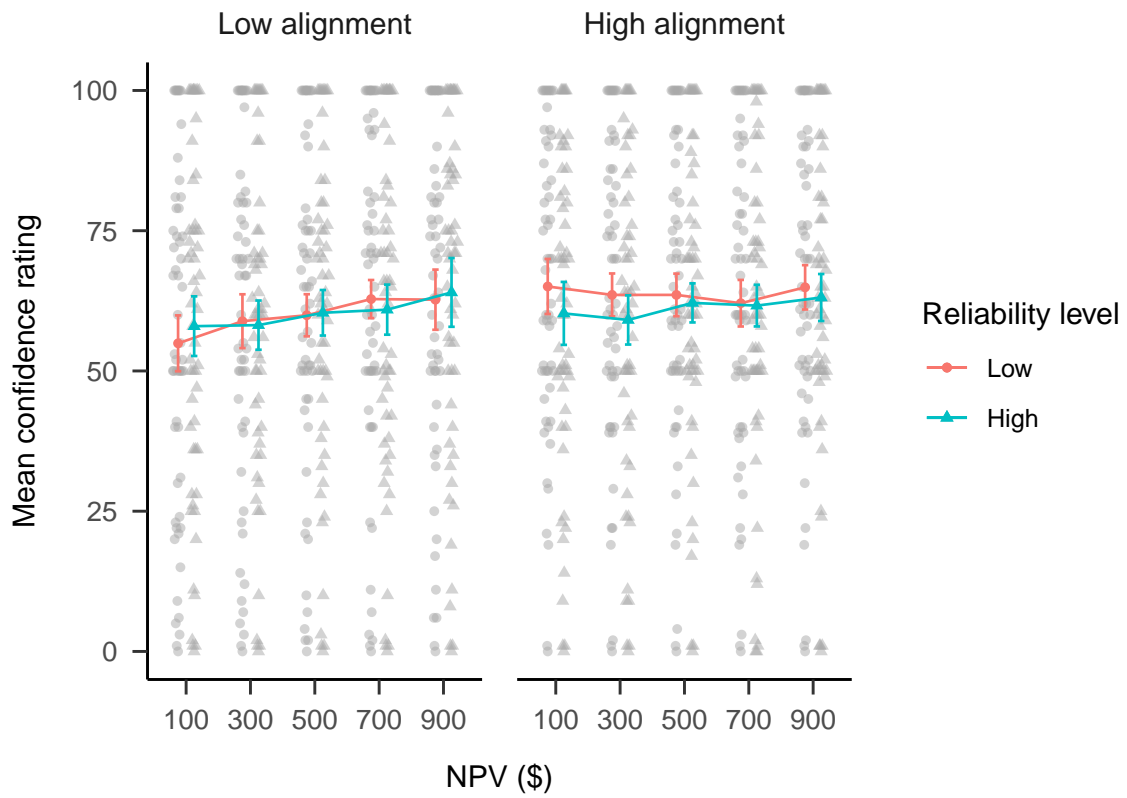 Low alignment
High alignment
Mean confidence rating
100
75
50
25
0
100 300 500 700 900
100 300 500 700 900
NPV ($)
Reliability level
Low
High